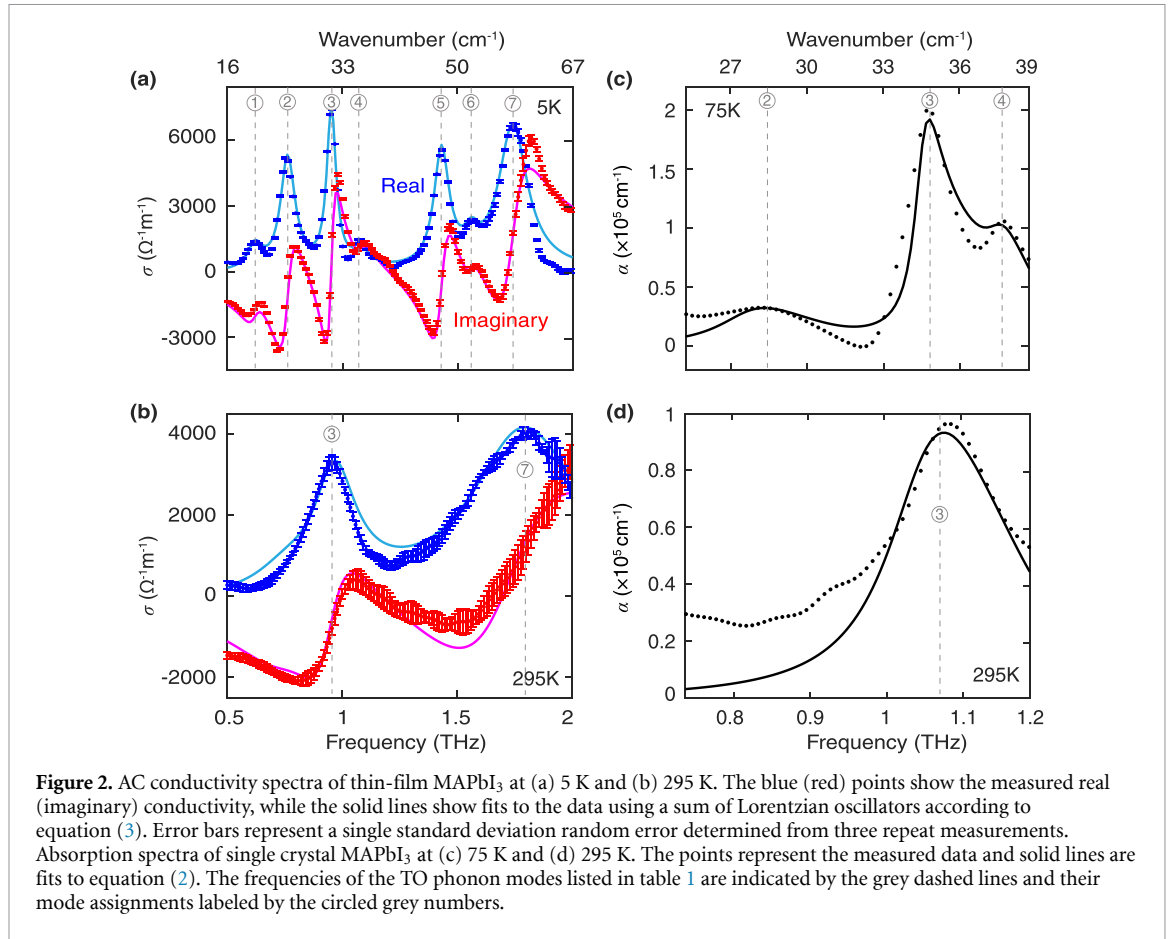 Wavenumber (cm⁻¹)
(a)
16 33 50 67
① ② ③ ④ ⑤ ⑥ ⑦
5K
6000
3000
0
-3000
σ (Ω⁻¹m⁻¹)
Real
Imaginary
(b)
③
⑦
4000
2000
0
-2000
σ (Ω⁻¹m⁻¹)
295K
0.5 1 1.5 2
Frequency (THz)
Wavenumber (cm⁻¹)
(c)
27 30 33 36 39
75K
② ③ ④
2
1.5
1
0.5
0
α (×10⁵ cm⁻¹)
(d)
1
0.8
0.6
0.4
0.2
0
α (×10⁵ cm⁻¹)
③
295K
0.8 0.9 1 1.1 1.2
Frequency (THz)
Figure 2. AC conductivity spectra of thin-film MAPbI₃ at (a) 5 K and (b) 295 K. The blue (red) points show the measured real
(imaginary) conductivity, while the solid lines show fits to the data using a sum of Lorentzian oscillators according to
equation (3). Error bars represent a single standard deviation random error determined from three repeat measurements.
Absorption spectra of single crystal MAPbI₃ at (c) 75 K and (d) 295 K. The points represent the measured data and solid lines are
fits to equation (2). The frequencies of the TO phonon modes listed in table 1 are indicated by the grey dashed lines and their
mode assignments labeled by the circled grey numbers.